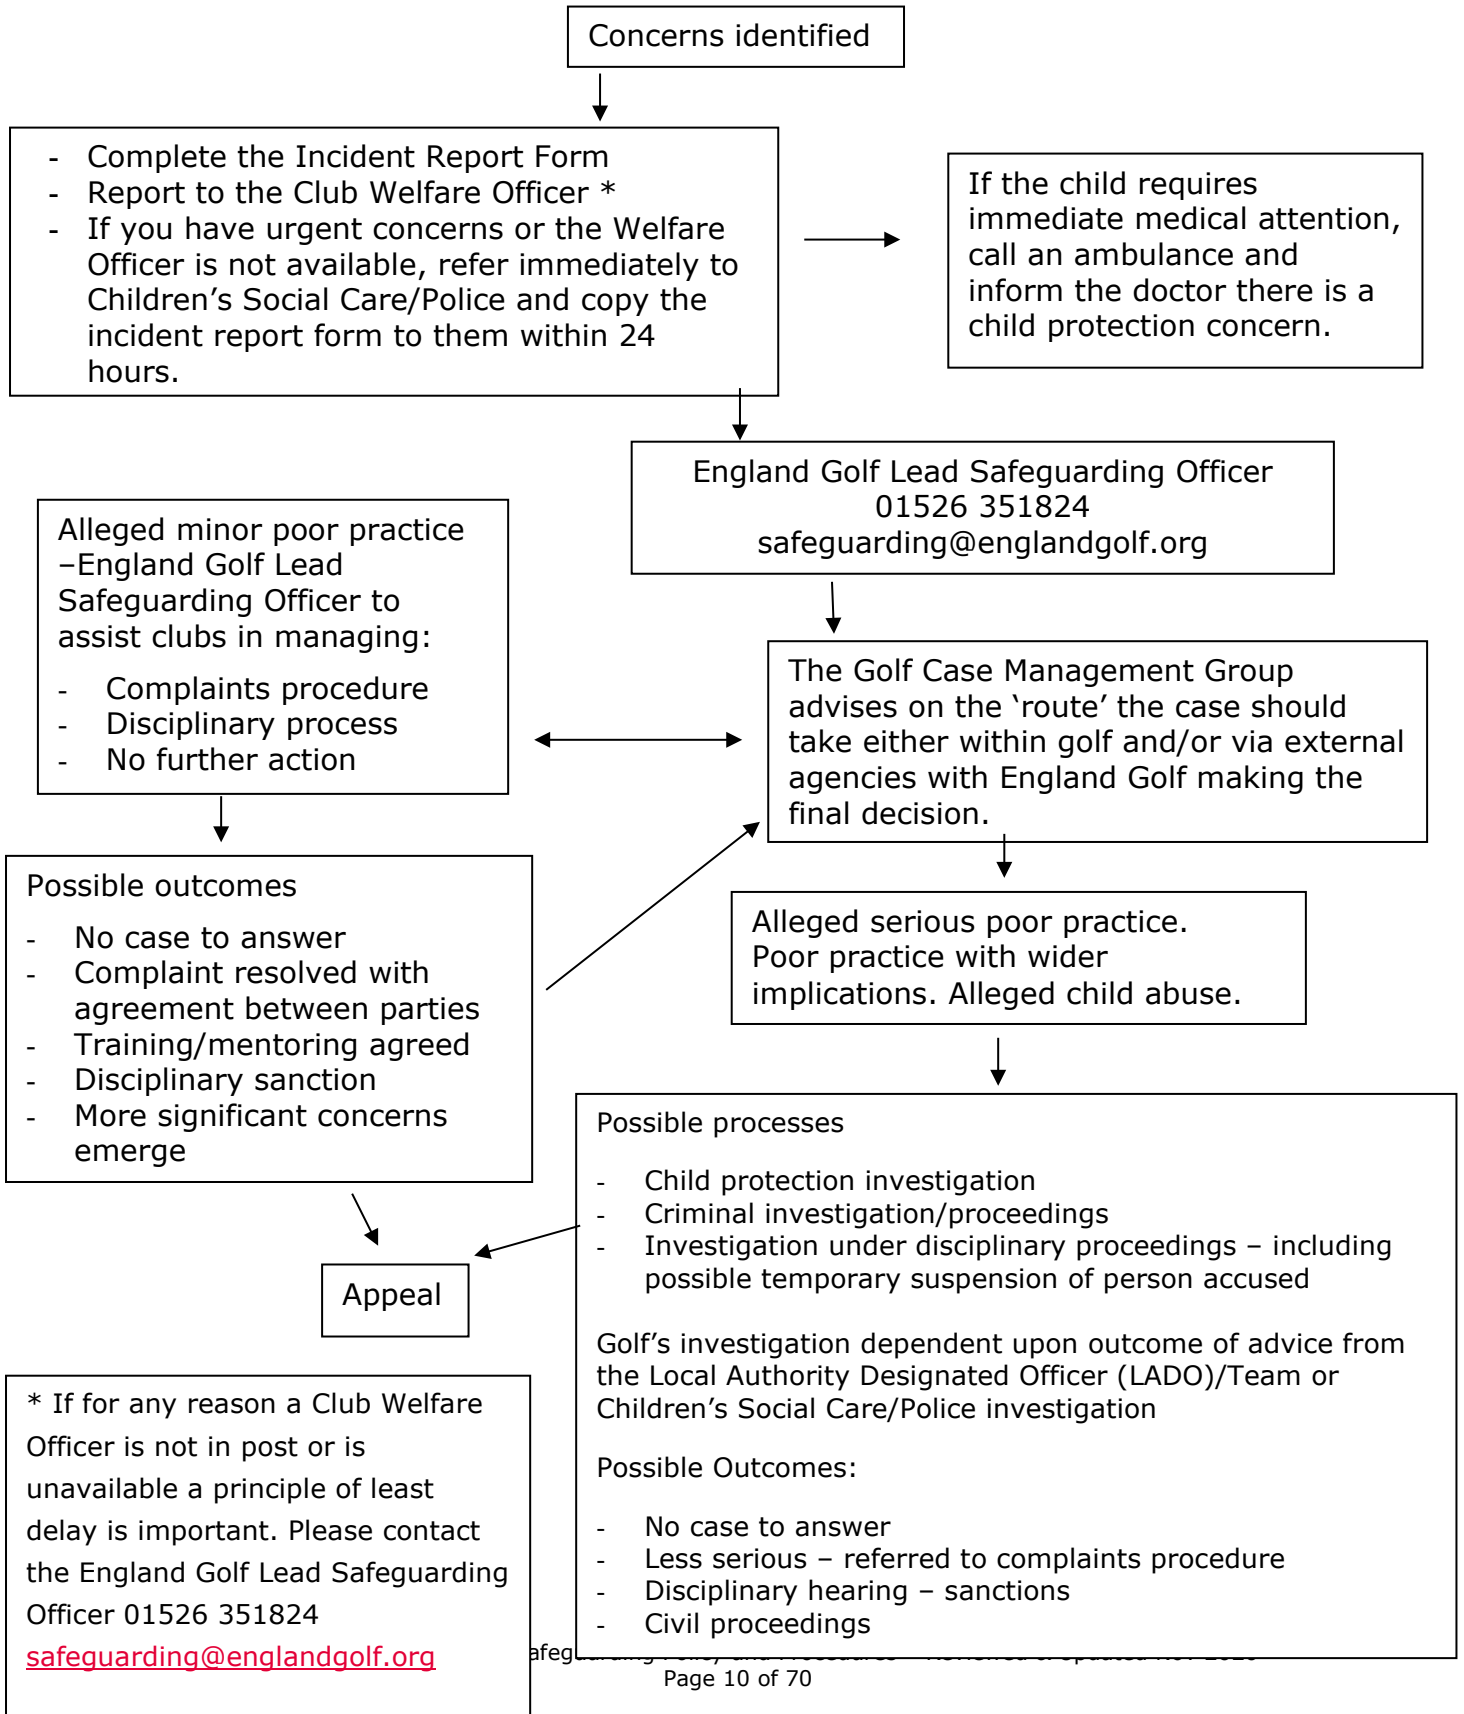 Concerns identified
- Complete the Incident Report Form
- Report to the Club Welfare Officer *
- If you have urgent concerns or the Welfare
Officer is not available, refer immediately to
Children’s Social Care/Police and copy the
incident report form to them within 24
hours.
If the child requires
immediate medical attention,
call an ambulance and
inform the doctor there is a
child protection concern.
England Golf Lead Safeguarding Officer
01526 351824
safeguarding@englandgolf.org
Alleged minor poor practice
–England Golf Lead
Safeguarding Officer to
assist clubs in managing:
- Complaints procedure
- Disciplinary process
- No further action
The Golf Case Management Group
advises on the ‘route’ the case should
take either within golf and/or via external
agencies with England Golf making the
final decision.
Possible outcomes
- No case to answer
- Complaint resolved with
agreement between parties
- Training/mentoring agreed
- Disciplinary sanction
- More significant concerns
emerge
Alleged serious poor practice.
Poor practice with wider
implications. Alleged child abuse.
Possible processes
- Child protection investigation
- Criminal investigation/proceedings
- Investigation under disciplinary proceedings – including
possible temporary suspension of person accused
Golf’s investigation dependent upon outcome of advice from
the Local Authority Designated Officer (LADO)/Team or
Children’s Social Care/Police investigation
Possible Outcomes:
- No case to answer
- Less serious – referred to complaints procedure
- Disciplinary hearing – sanctions
- Civil proceedings
Appeal
* If for any reason a Club Welfare
Officer is not in post or is
unavailable a principle of least
delay is important. Please contact
the England Golf Lead Safeguarding
Officer 01526 351824
safeguarding@englandgolf.org
Page 10 of 70